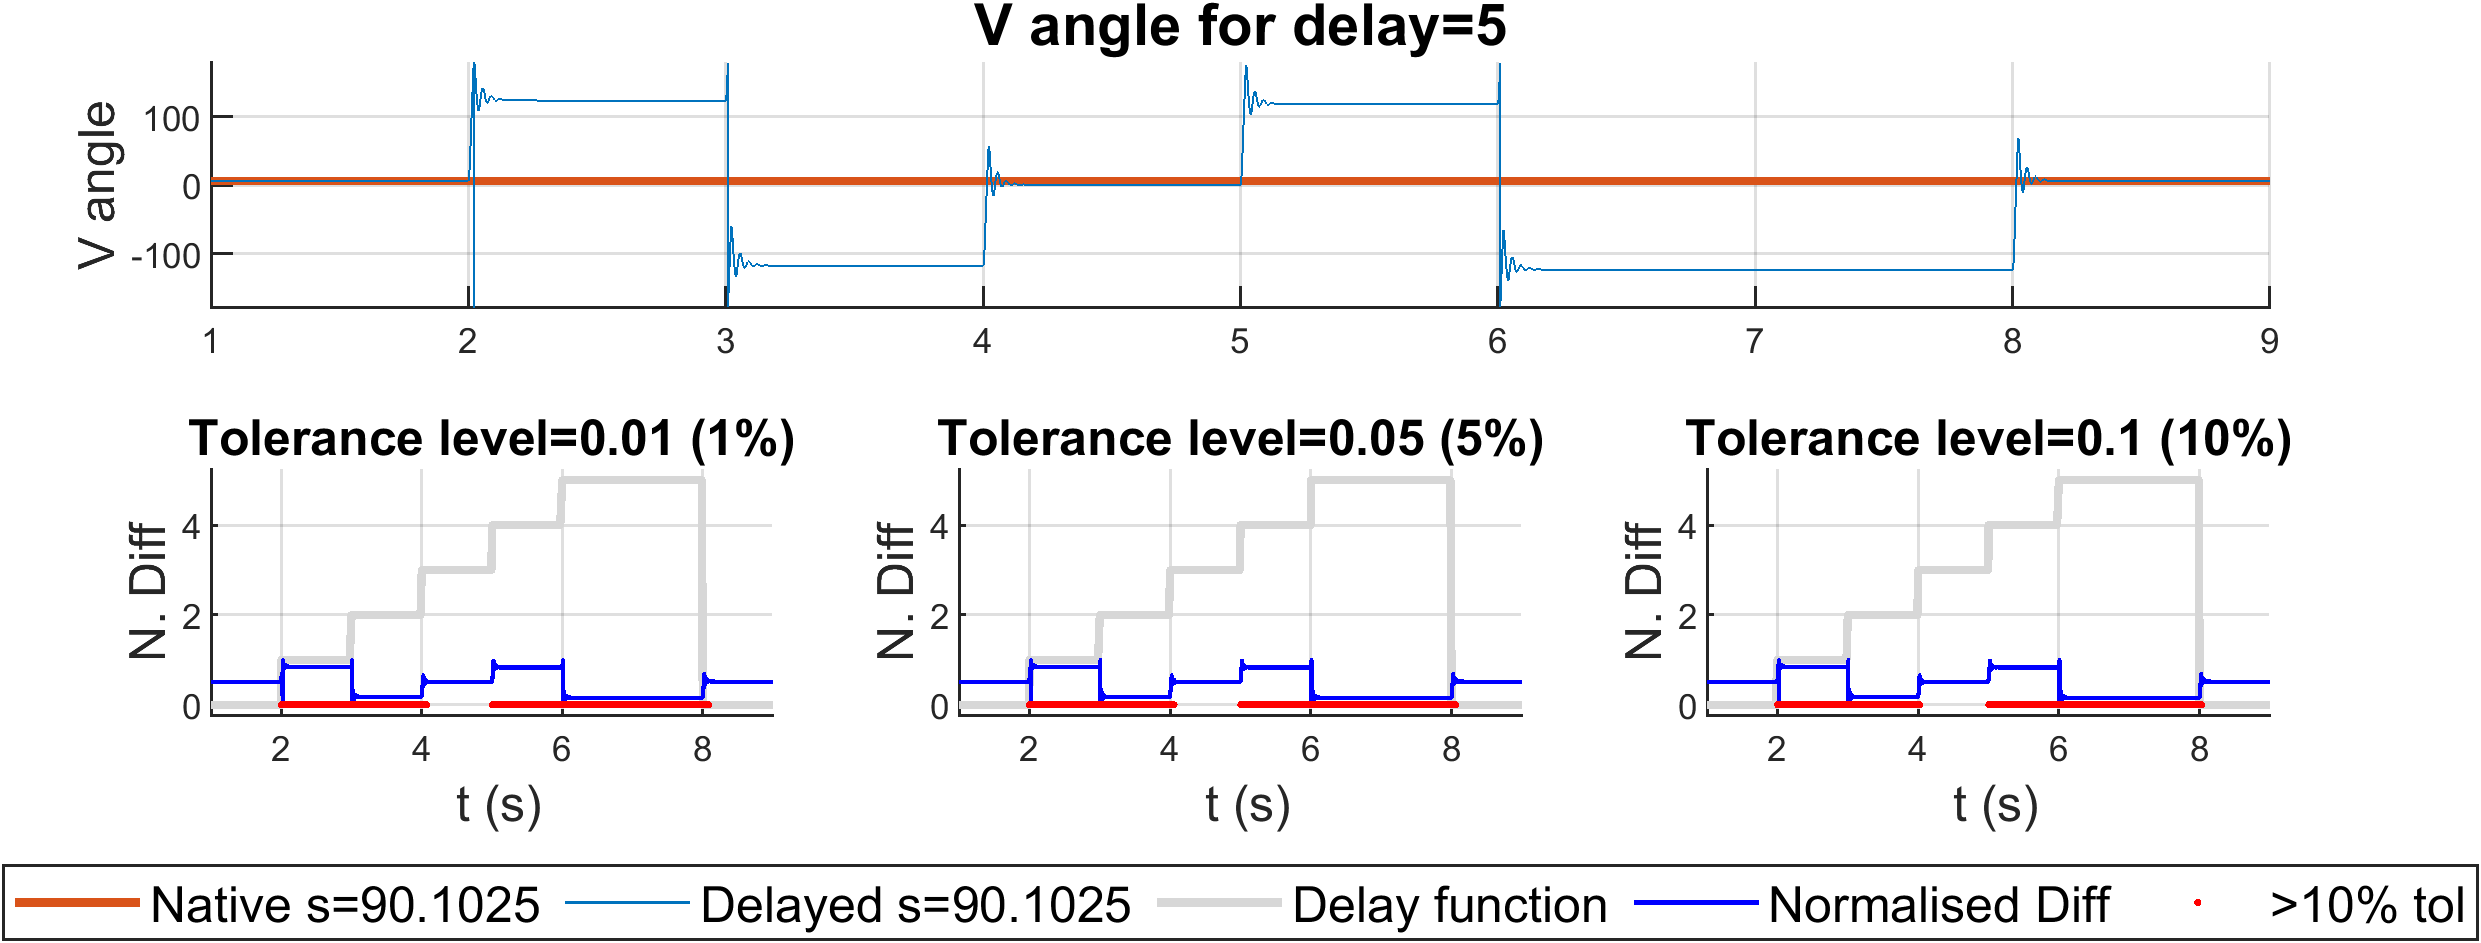 V angle for delay=5
V angle
100
0
-100
1 2 3 4 5 6 7 8 9
Tolerance level=0.01 (1%)
N. Diff
4
2
0
2 4 6 8
t (s)
Tolerance level=0.05 (5%)
N. Diff
4
2
0
2 4 6 8
t (s)
Tolerance level=0.1 (10%)
N. Diff
4
2
0
2 4 6 8
t (s)
Native s=90.1025 Delayed s=90.1025 Delay function Normalised Diff >10% tol